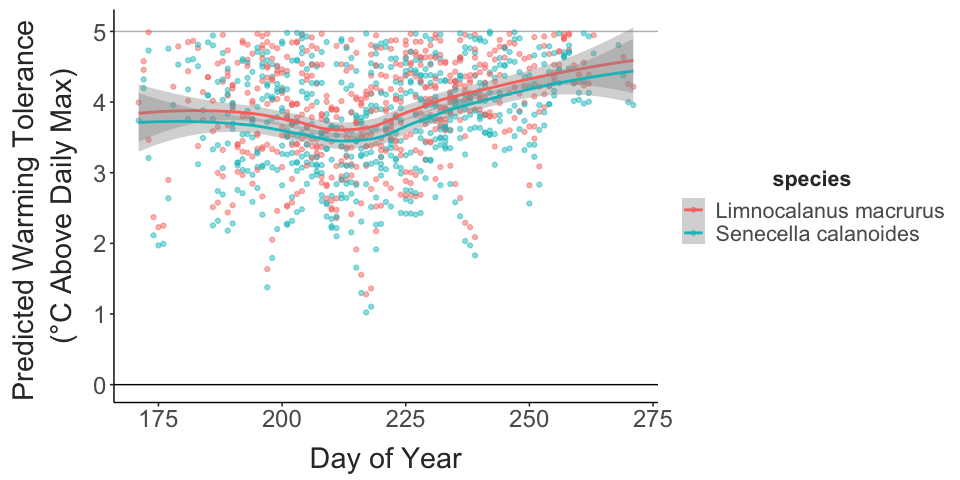 Predicted Warming Tolerance
(°C Above Daily Max)
5
4
3
2
1
0
175
200
225
250
275
Day of Year
species
Limnocalanus macrurus
Senecella calanoides